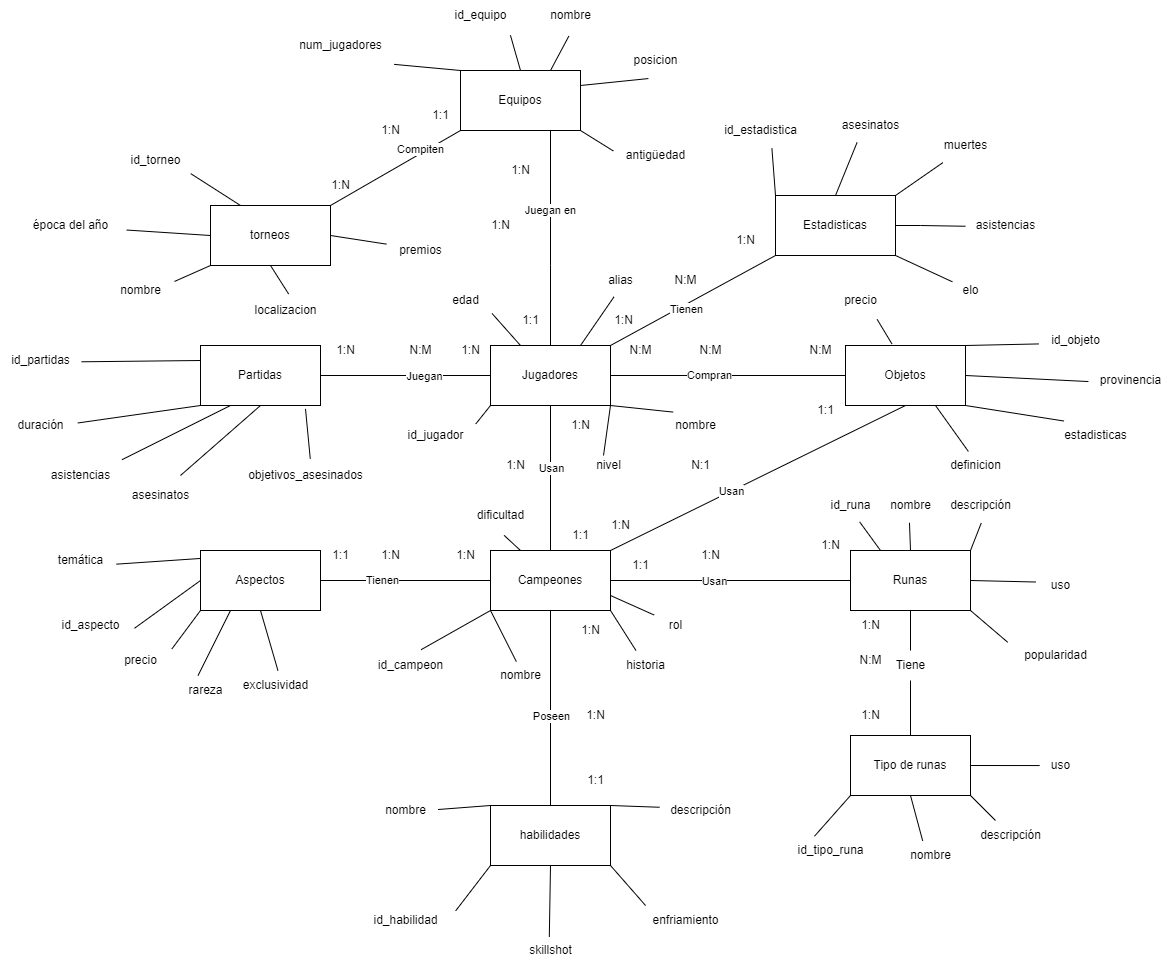 id_equipo
nombre
num_jugadores
posicion
Equipos
1:1
1:N
Compiten
antigüedad
1:N
id_torneo
1:N
Juegan en
1:N
época del año
torneos
premios
nombre
localizacion
id_estadistica
asesinatos
muertes
Estadisticas
asistencias
1:N
elo
N:M
Tienen
alias
edad
1:1
1:N
precio
id_objeto
id_partidas
1:N
N:M
1:N
N:M
N:M
N:M
Partidas
Juegan
Jugadores
Compran
Objetos
provinencia
duración
1:1
id_jugador
1:N
nombre
estadisticas
asistencias
asesinatos
objetivos_asesinados
1:N
Usan
nivel
N:1
definicion
Usan
dificultad
1:N
1:1
id_runa
nombre
descripción
temática
1:1
1:N
1:N
1:1
1:N
1:N
Aspectos
Tienen
Campeones
Usan
Runas
uso
id_aspecto
precio
rareza
exclusividad
id_campeon
nombre
1:N
rol
historia
1:N
N:M
Tiene
popularidad
1:N
Poseen
1:N
1:1
Tipo de runas
uso
nombre
descripción
habilidades
id_tipo_runa
nombre
descripción
id_habilidad
skillshot
enfriamiento